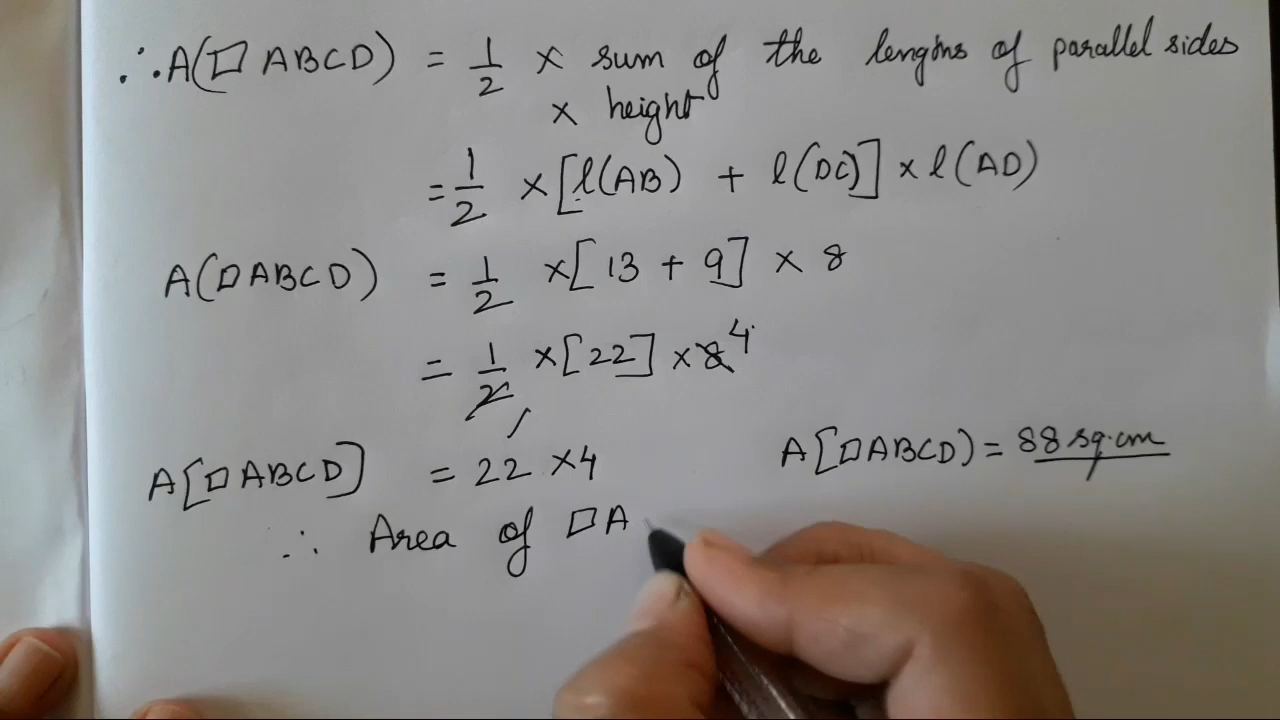 ∴ A(□ ABCD) = 1/2 × sum of the lengths of parallel sides
× height
= 1/2 × [l(AB) + l(DC)] × l(AD)
A(□ABCD) = 1/2 × [13 + 9] × 8
= 1/2 × [22] × 8 4
A[□ABCD] = 22 × 4
A[□ABCD) = 88 sq.cm
∴ Area of □A